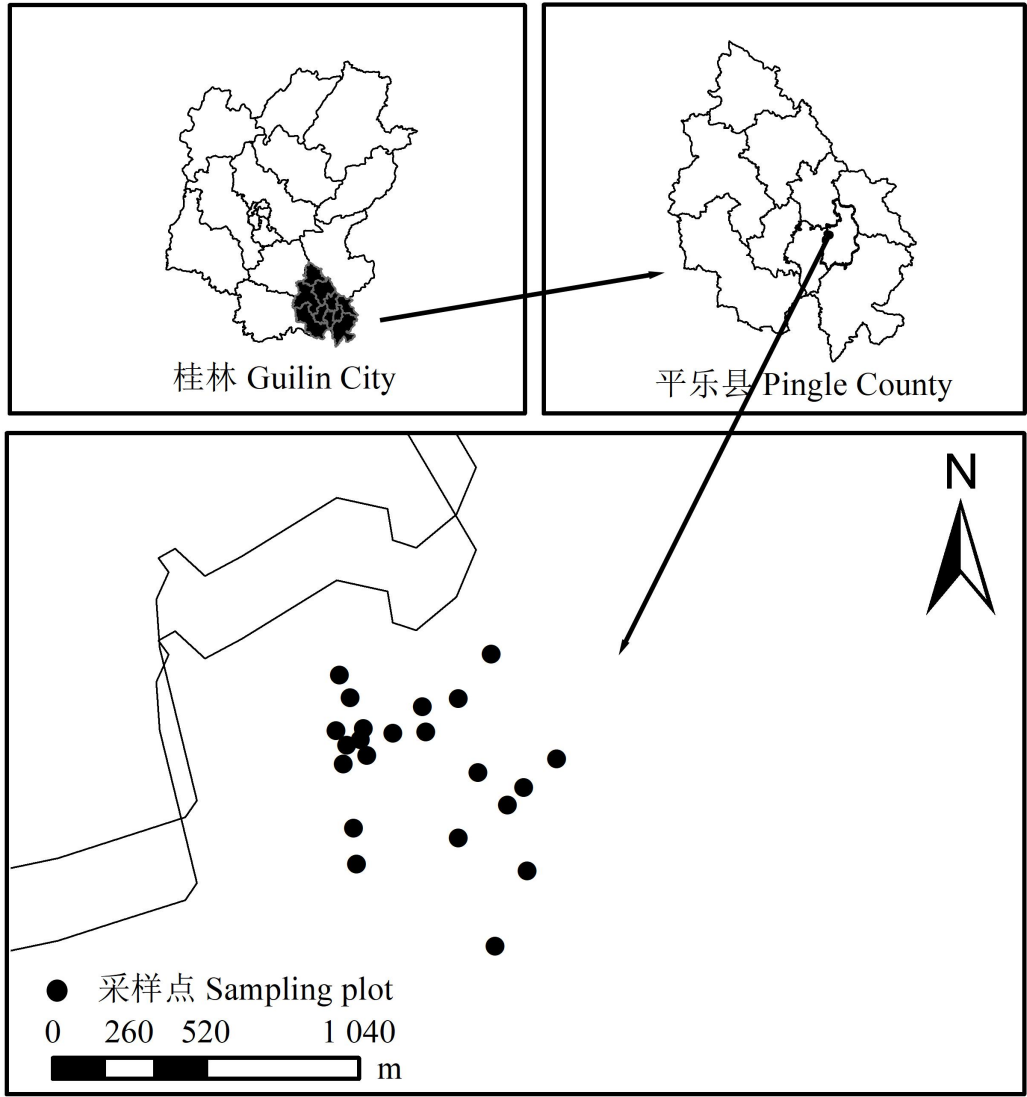 桂林 Guilin City
平乐县 Pingle County
N
采样点 Sampling plot
0 260 520 1 040
m